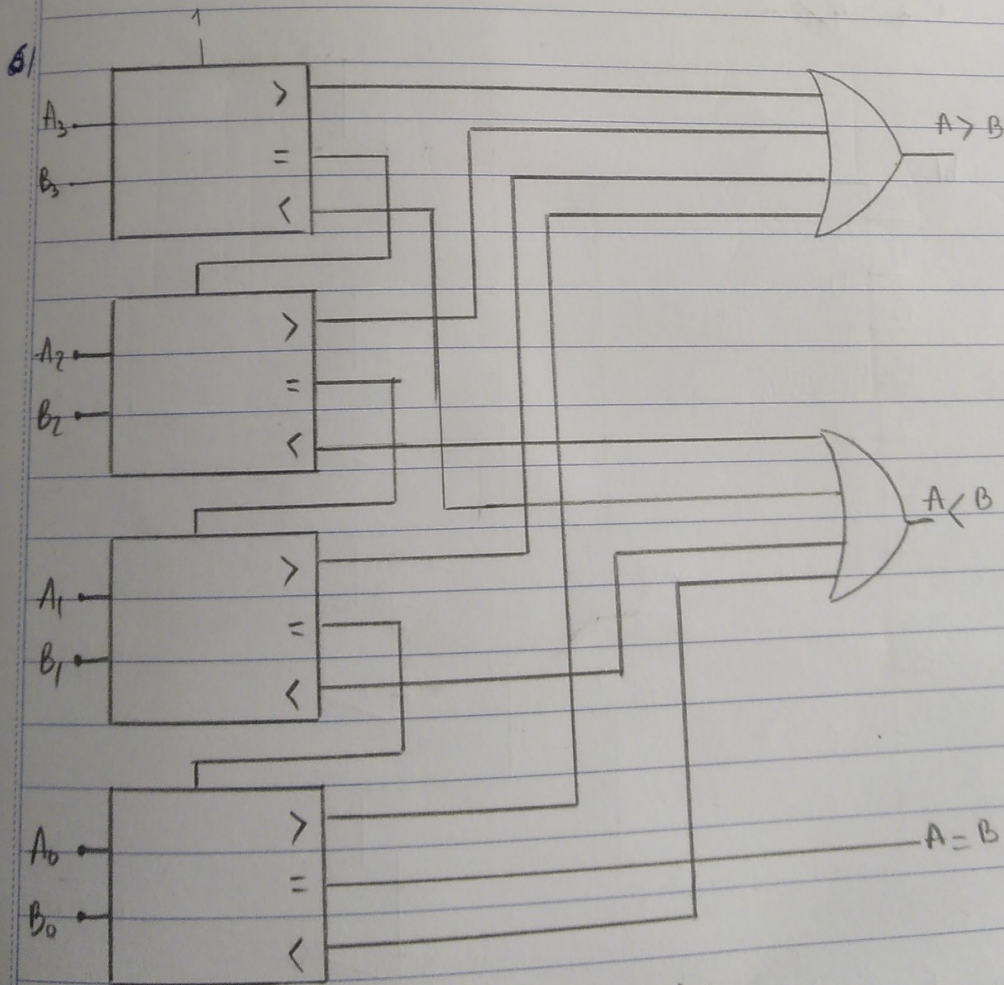 1
6/
A3
B3
>
=
<
A > B
A2
B2
>
=
<
A < B
A1
B1
>
=
<
A0
B0
>
=
<
A = B